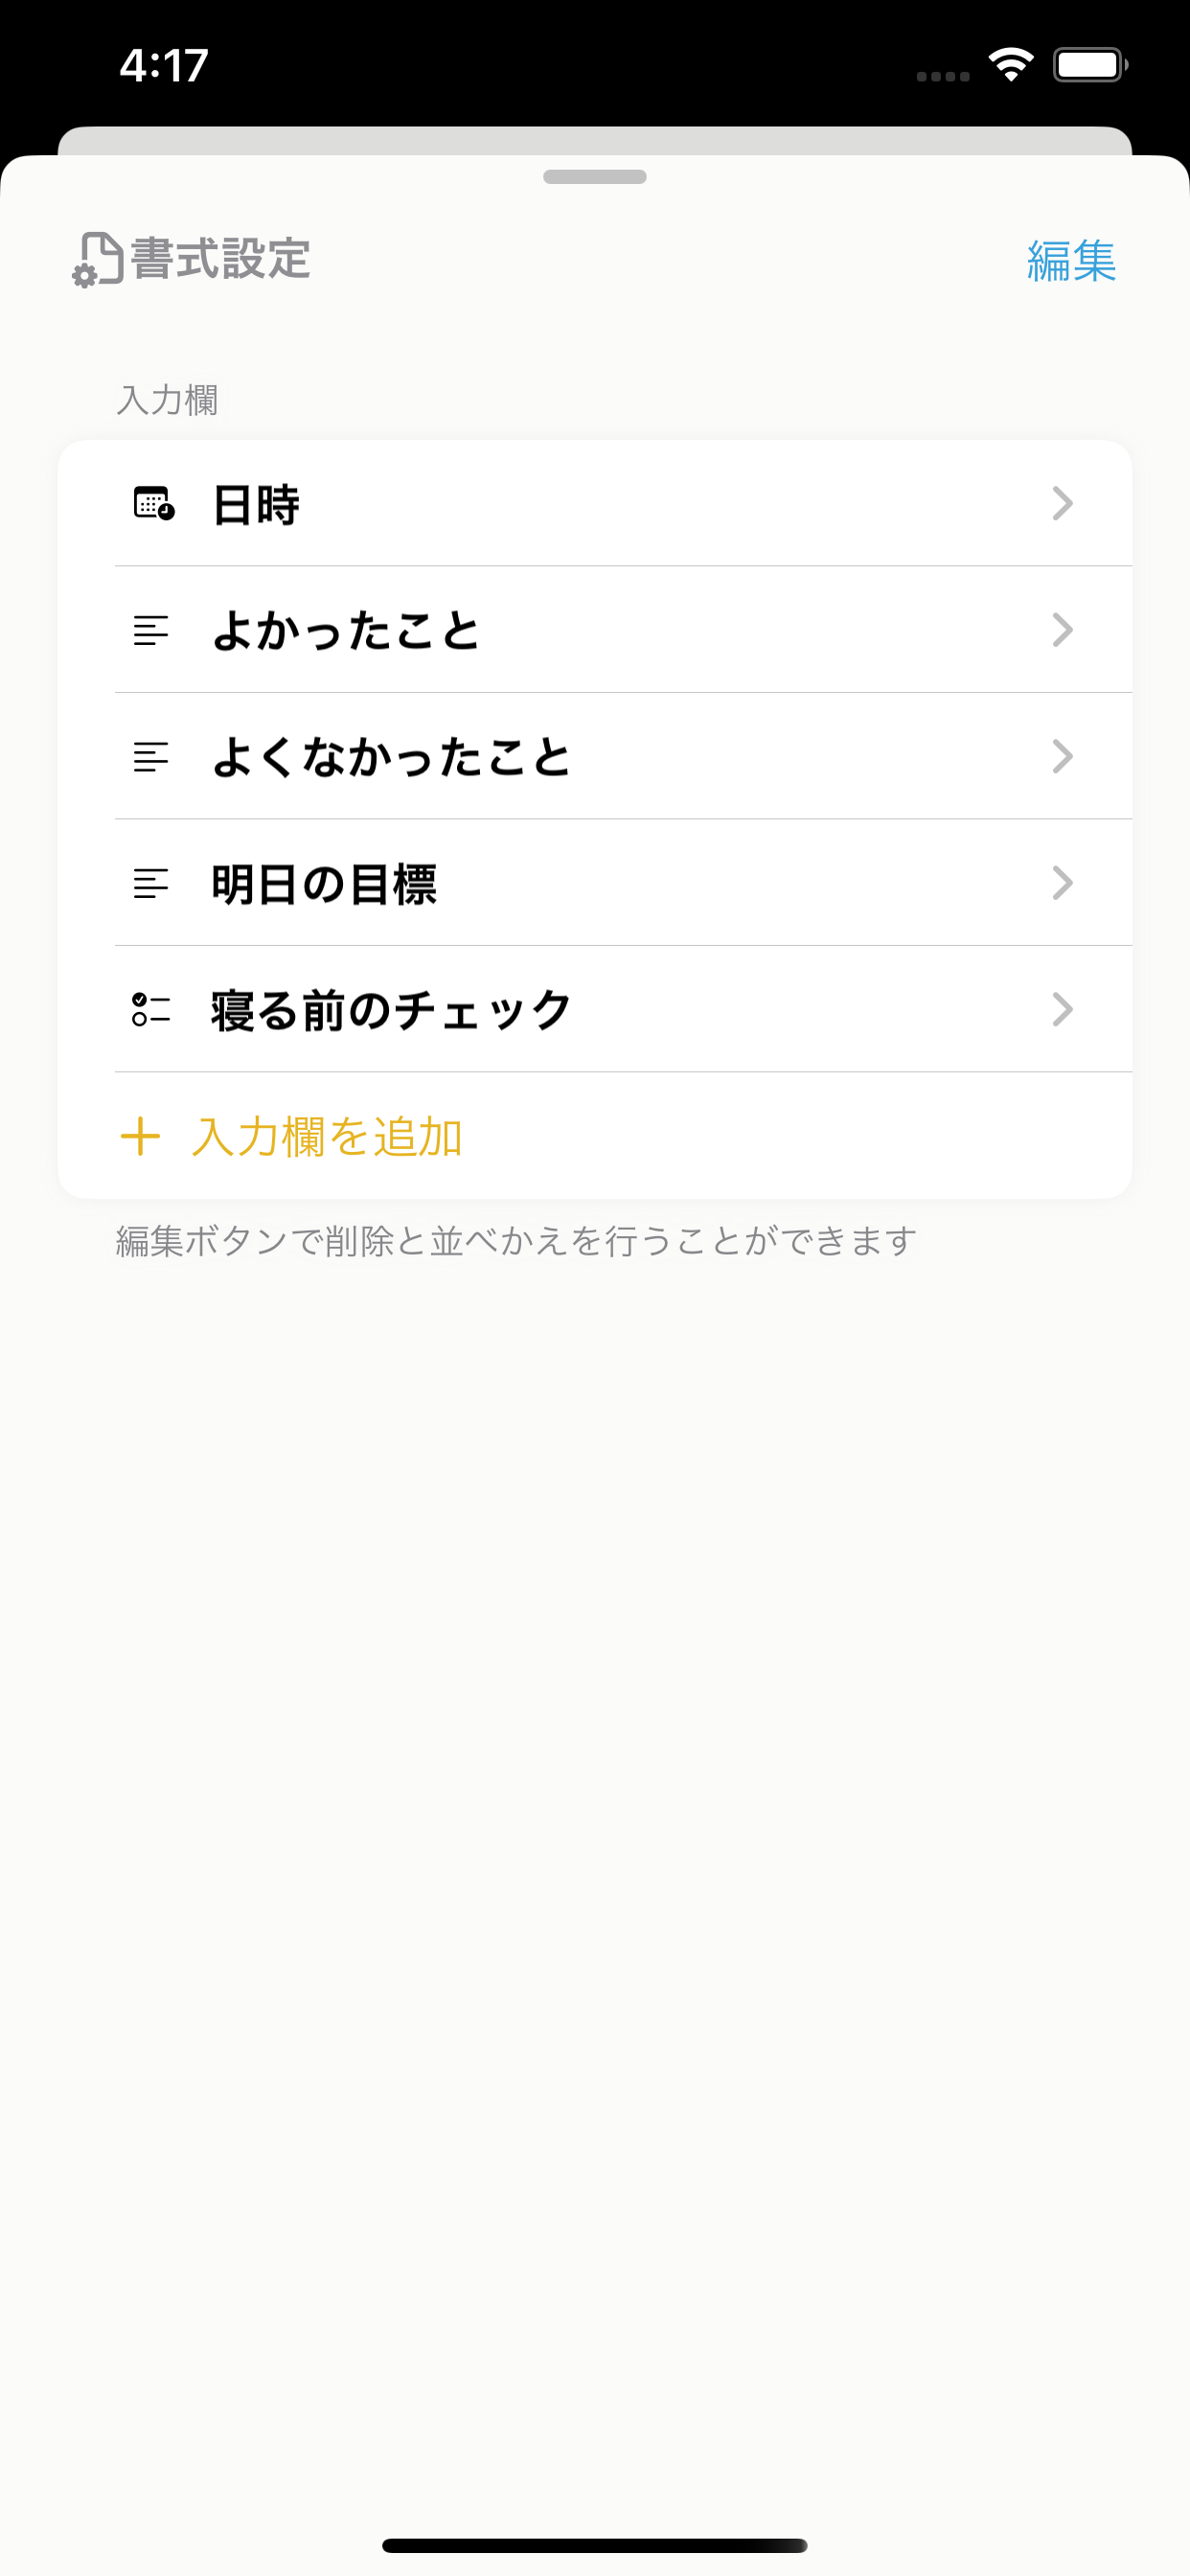 4:17
書式設定
編集
入力欄
日時
よかったこと
よくなかったこと
明日の目標
寝る前のチェック
入力欄を追加
編集ボタンで削除と並べかえを行うことができます